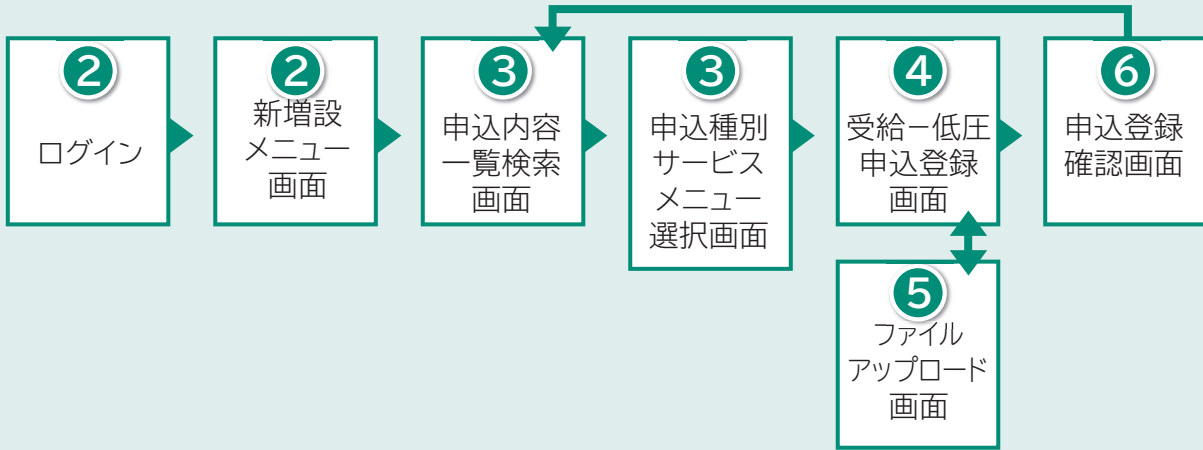 2
ログイン
2
新増設
メニュー
画面
3
申込内容
一覧検索
画面
3
申込種別
サービス
メニュー
選択画面
4
受給ー低圧
申込登録
画面
6
申込登録
確認画面
5
ファイル
アップロード
画面